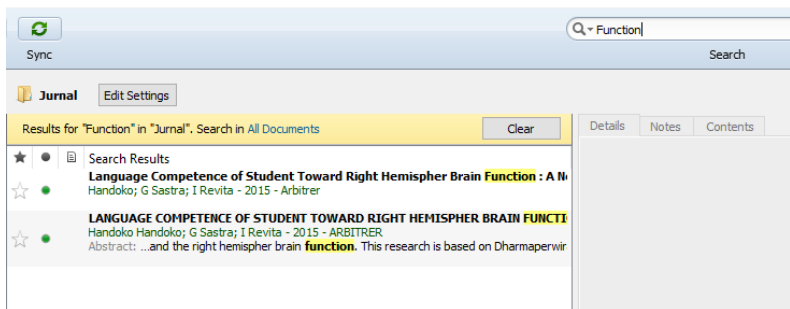 Function
Sync
Search
Jurnal
Edit Settings
Results for "Function" in "Jurnal". Search in All Documents
Clear
Details
Notes
Contents
Search Results
Language Competence of Student Toward Right Hemispher Brain Function : A
Handoko; G Sastra; I Revita - 2015 - Arbitrer
LANGUAGE COMPETENCE OF STUDENT TOWARD RIGHT HEMISPHER BRAIN FUNCTI
Handoko Handoko; G Sastra; I Revita - 2015 - ARBITRER
Abstract: ...and the right hemispher brain function. This research is based on Dharmaperwir